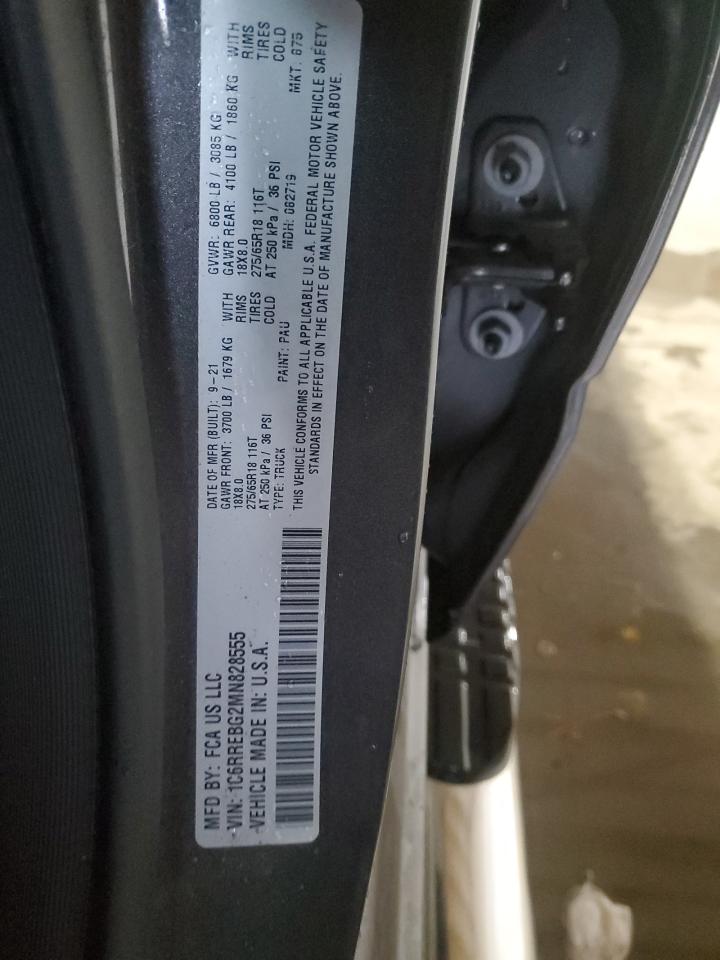 MFD BY: FCA US LLC
VIN: 1C6RREBG2MN828555
VEHICLE MADE IN: U.S.A.
DATE OF MFR (BUILT): 9-21 GVWR: 6800 LB / 3085 KG
GAWR FRONT: 3700 LB / 1679 KG WITH GAWR REAR: 4100 LB / 1860 KG WITH
18X8.0 RIMS 18X8.0 RIMS
275/65R18 116T TIRES 275/65R18 116T TIRES
AT 250 kPa / 36 PSI COLD AT 250 kPa / 36 PSI COLD
TYPE: TRUCK PAINT: PAU MDH: 082719 MKT: 675
THIS VEHICLE CONFORMS TO ALL APPLICABLE U.S.A. FEDERAL MOTOR VEHICLE SAFETY
STANDARDS IN EFFECT ON THE DATE OF MANUFACTURE SHOWN ABOVE.